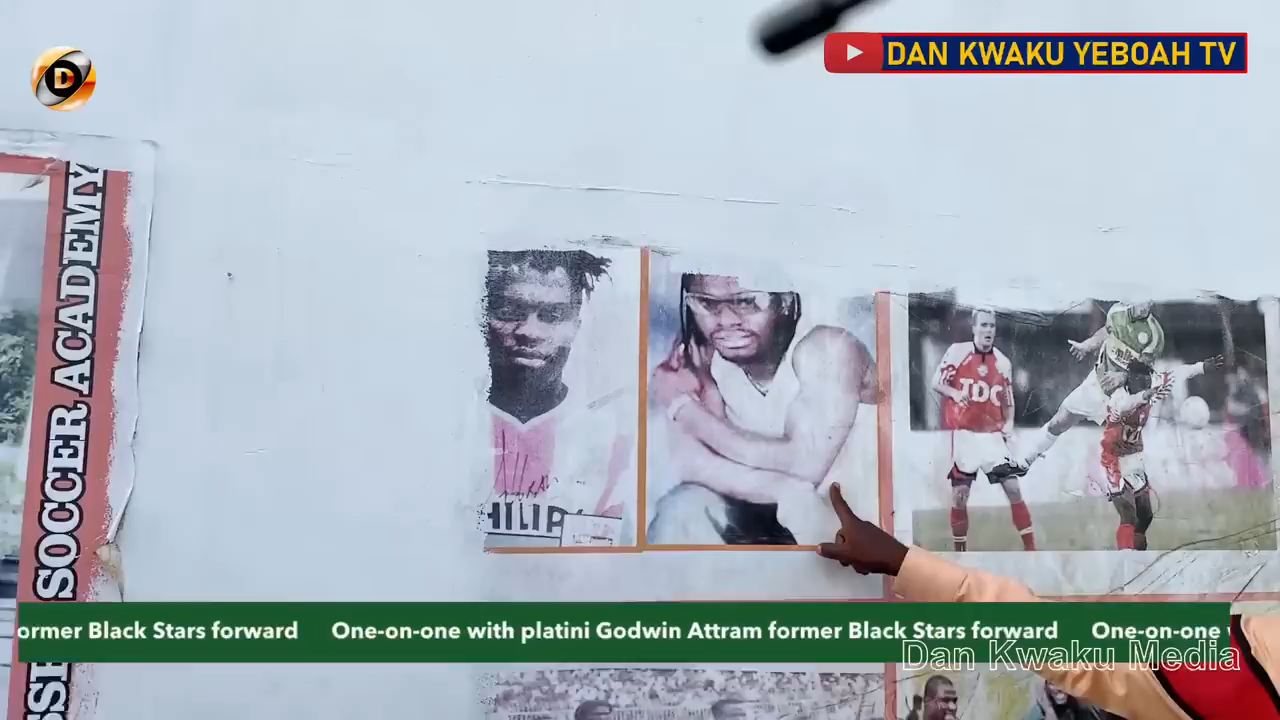 D
DAN KWAKU YEBOAH TV
SOCCER ACADEMY
HILIP
TDC
ormer Black Stars forward One-on-one with platini Godwin Attram former Black Stars forward One-on-one
Dan Kwaku Media